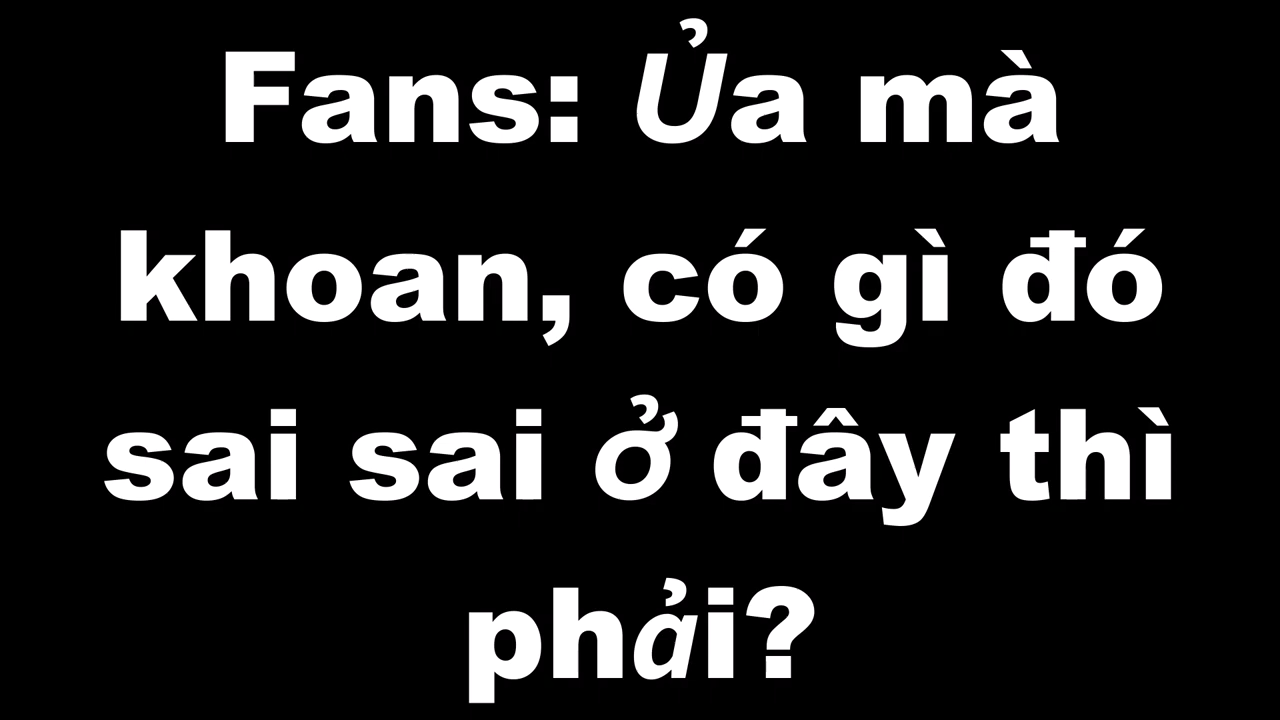 Fans: Ủa mà
khoan, có gì đó
sai sai ở đây thì
phải?